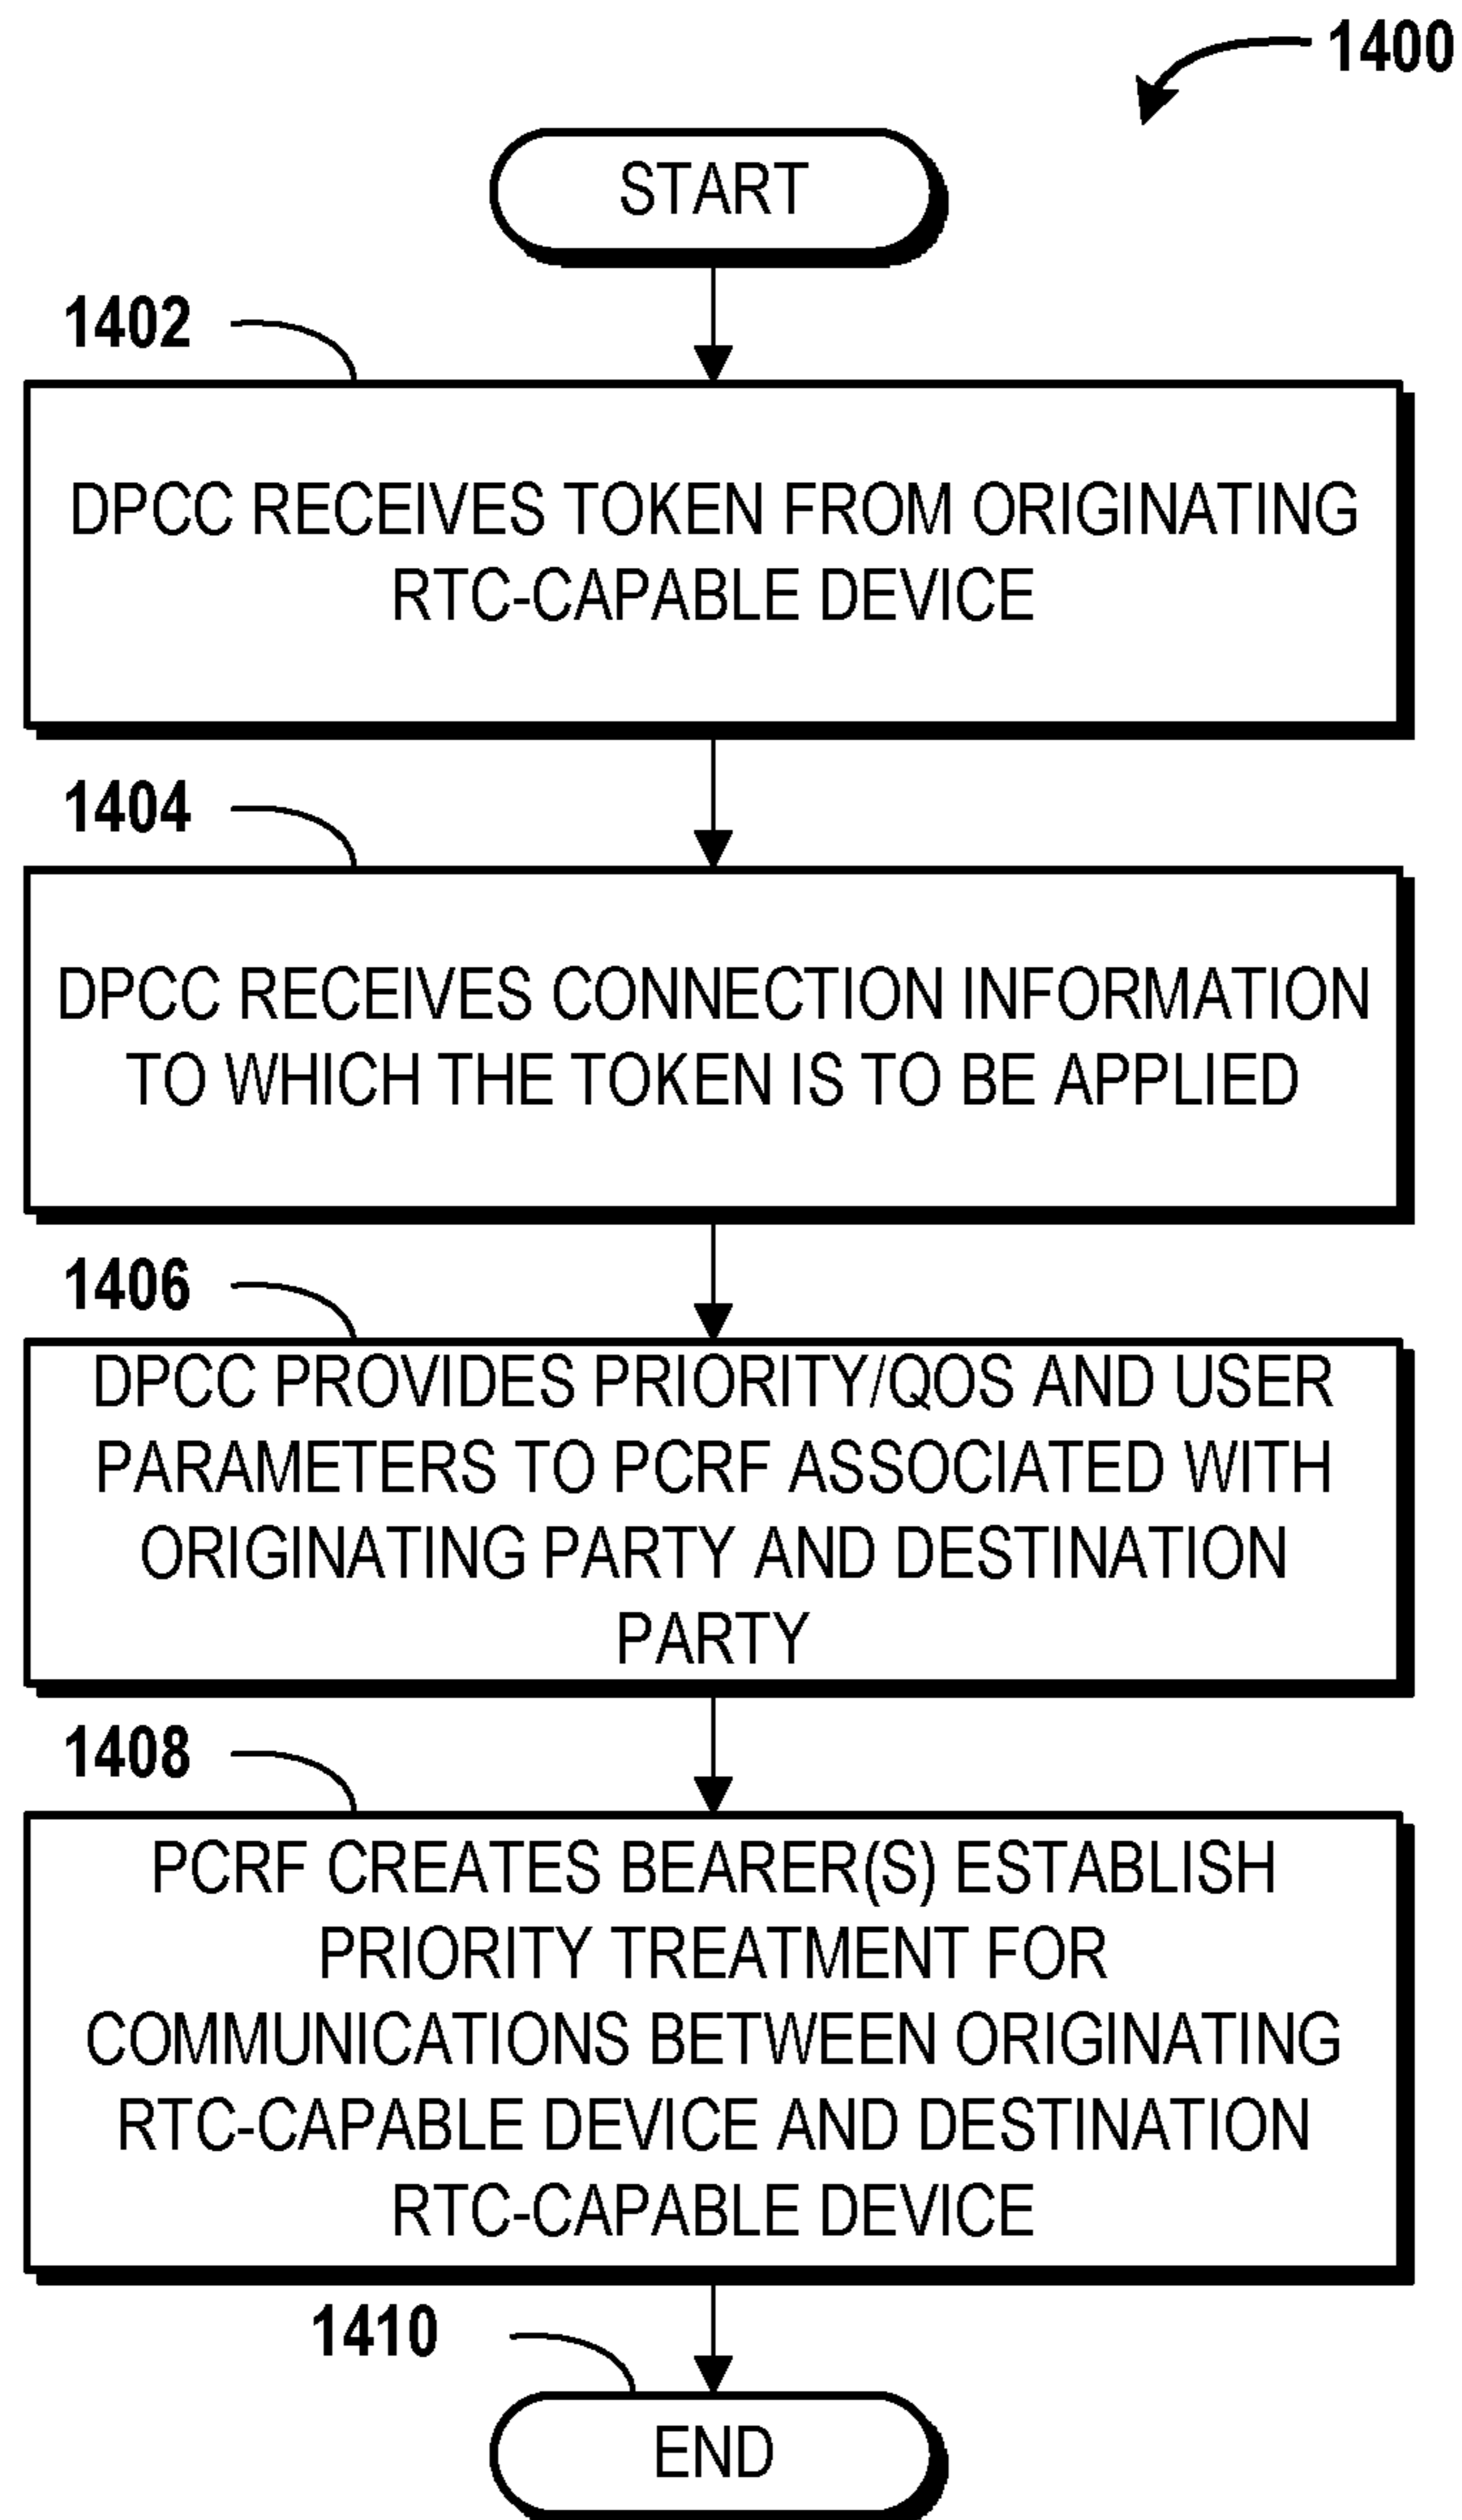 1400
START
1402
DPCC RECEIVES TOKEN FROM ORIGINATING
RTC-CAPABLE DEVICE
1404
DPCC RECEIVES CONNECTION INFORMATION
TO WHICH THE TOKEN IS TO BE APPLIED
1406
DPCC PROVIDES PRIORITY/QOS AND USER
PARAMETERS TO PCRF ASSOCIATED WITH
ORIGINATING PARTY AND DESTINATION
PARTY
1408
PCRF CREATES BEARER(S) ESTABLISH
PRIORITY TREATMENT FOR
COMMUNICATIONS BETWEEN ORIGINATING
RTC-CAPABLE DEVICE AND DESTINATION
RTC-CAPABLE DEVICE
1410
END